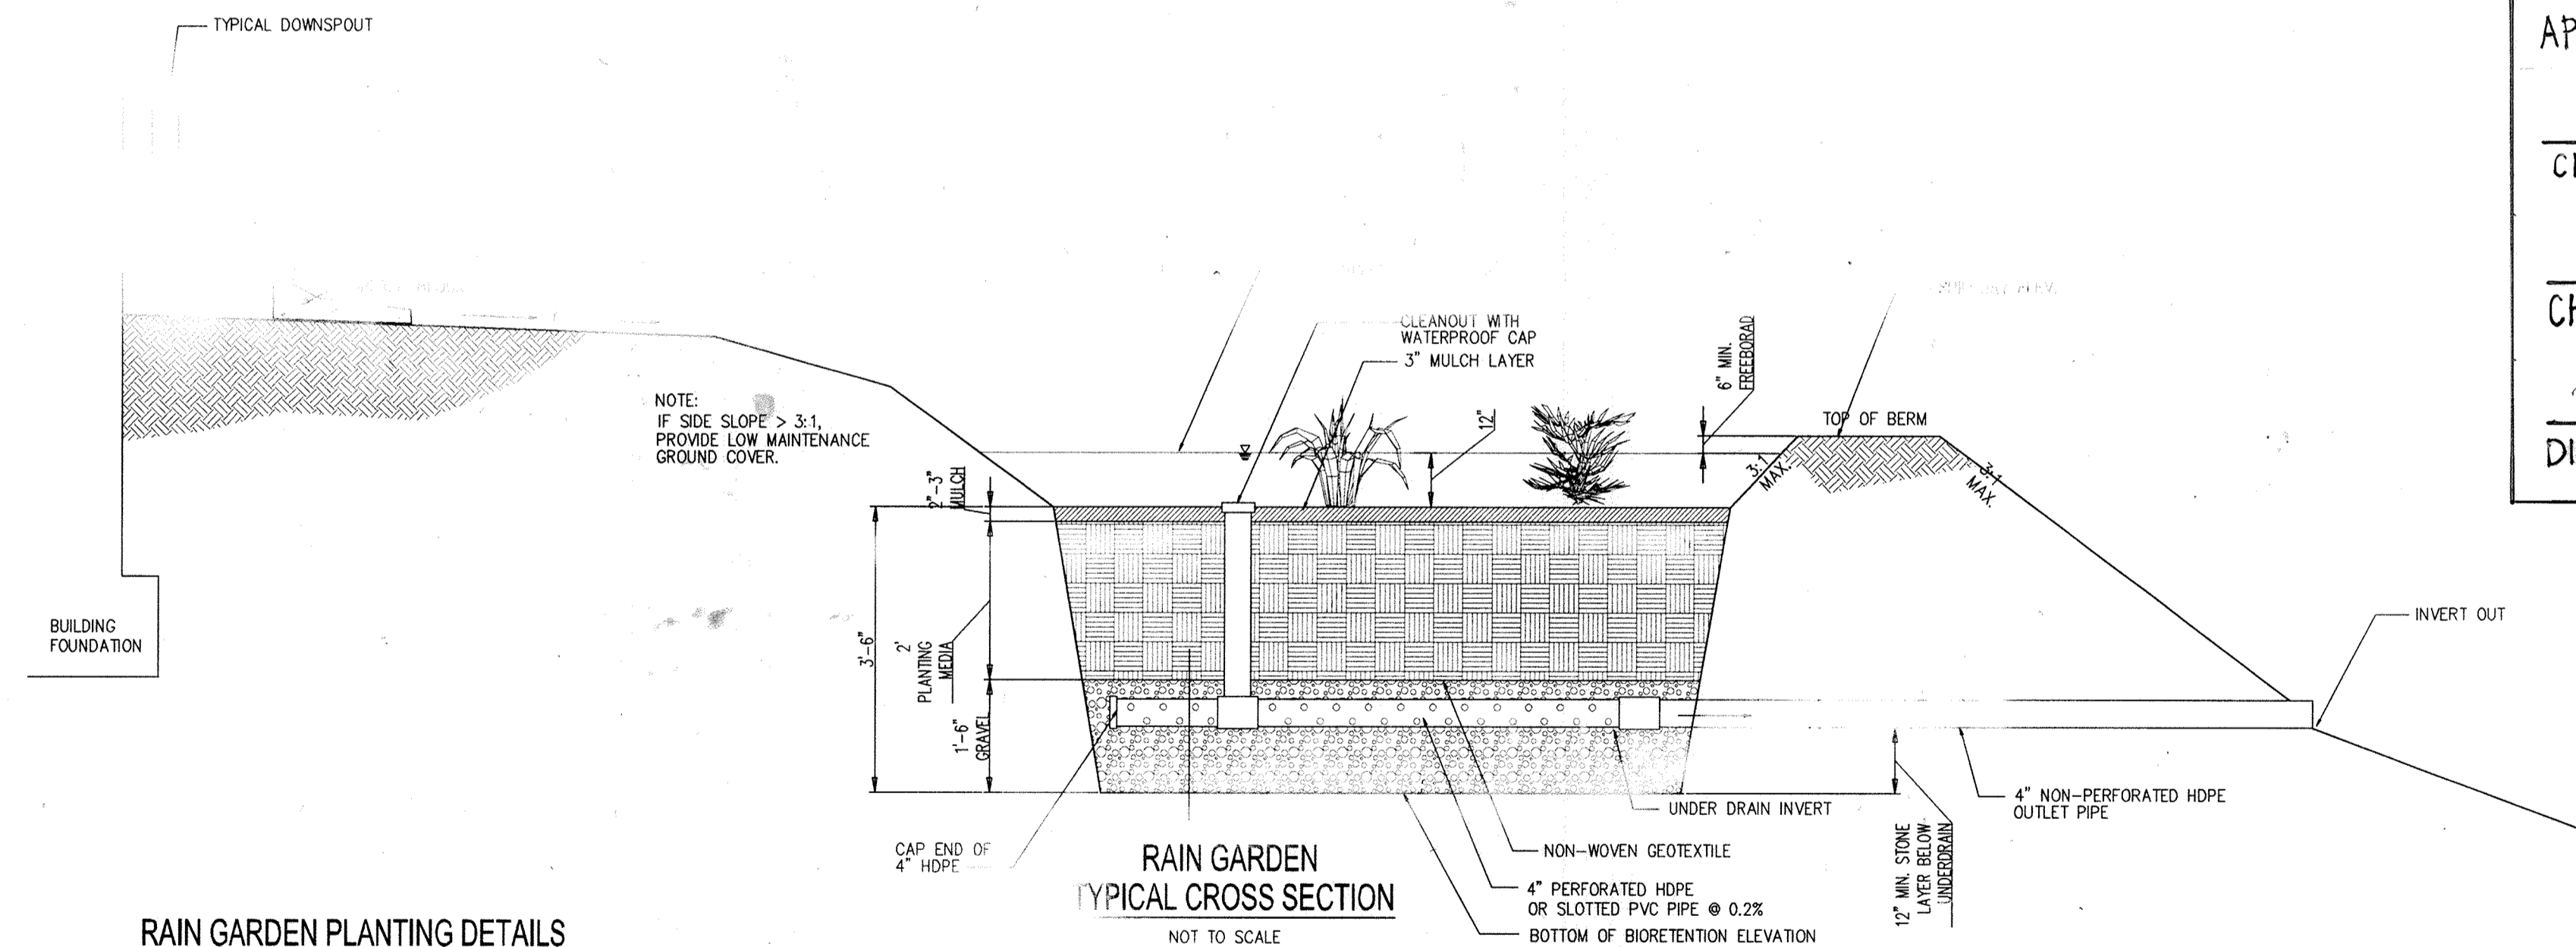 TYPICAL DOWNSPOUT
AP
CH
DI
CLEANOUT WITH
WATERPROOF CAP
3" MULCH LAYER
6" MIN.
FREEBORAD
TOP OF BERM
NOTE:
IF SIDE SLOPE > 3:1,
PROVIDE LOW MAINTENANCE
GROUND COVER.
12"
3:1
MAX.
3:1
MAX.
2"-3"
MULCH
3'-6"
2'
PLANTING
MEDIA
1'-6"
GRAVEL
BUILDING
FOUNDATION
INVERT OUT
4" NON-PERFORATED HDPE
OUTLET PIPE
UNDER DRAIN INVERT
12" MIN. STONE
LAYER BELOW
UNDERDRAIN
CAP END OF
4" HDPE
NON-WOVEN GEOTEXTILE
4" PERFORATED HDPE
OR SLOTTED PVC PIPE @ 0.2%
BOTTOM OF BIORETENTION ELEVATION
RAIN GARDEN
TYPICAL CROSS SECTION
NOT TO SCALE
RAIN GARDEN PLANTING DETAILS